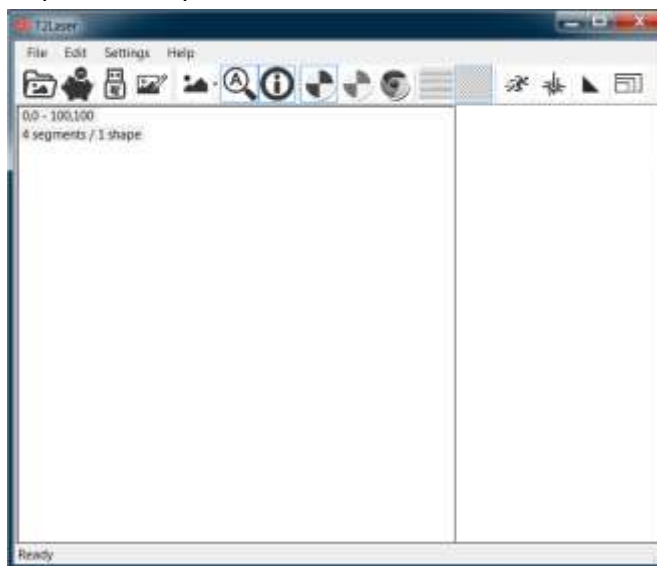 T2Laser
File Edit Settings Help
A
0,0 - 100,100
4 segments / 1 shape
Ready